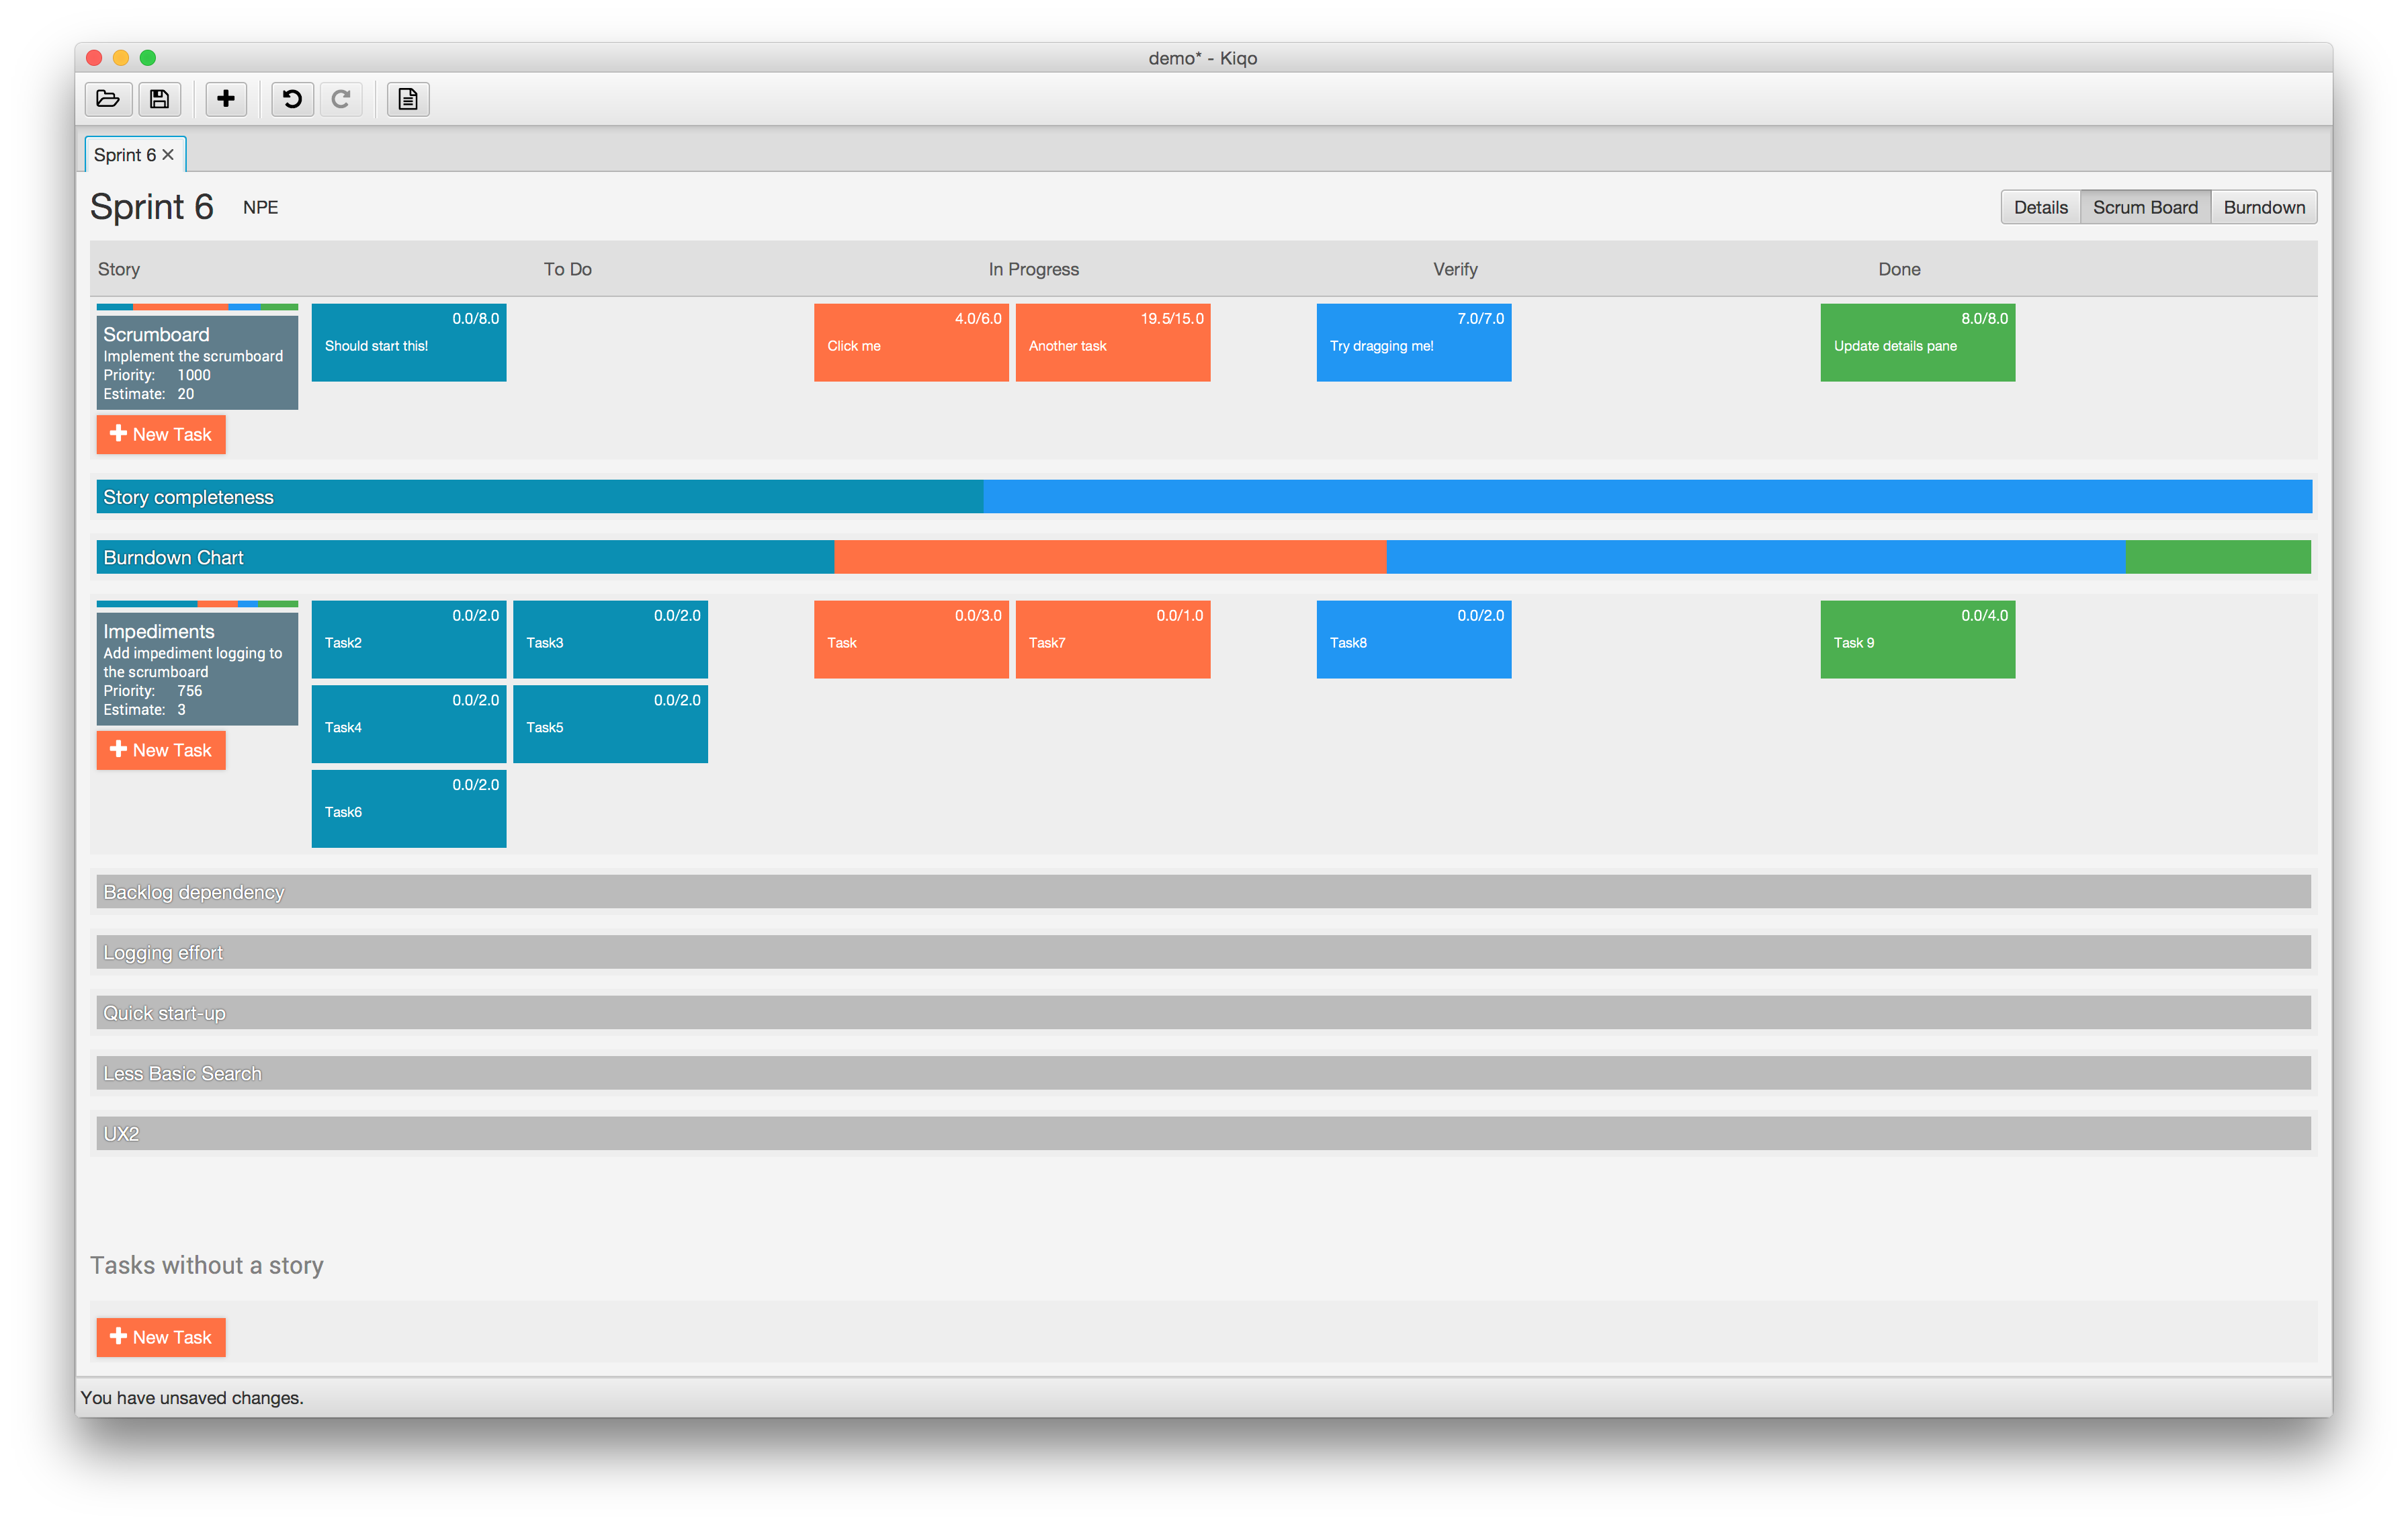 demo* - Kiqo
Sprint 6
Sprint 6 NPE
Details Scrum Board Burndown
Story To Do In Progress Verify Done
Scrumboard
Implement the scrumboard
Priority: 1000
Estimate: 20
New Task
0.0/8.0
Should start this!
4.0/6.0
Click me
19.5/15.0
Another task
7.0/7.0
Try dragging me!
8.0/8.0
Update details pane
Story completeness
Burndown Chart
Impediments
Add impediment logging to
the scrumboard
Priority: 756
Estimate: 3
New Task
0.0/2.0
Task2
0.0/2.0
Task3
0.0/2.0
Task4
0.0/2.0
Task5
0.0/2.0
Task6
0.0/3.0
Task
0.0/1.0
Task7
0.0/2.0
Task8
0.0/4.0
Task 9
Backlog dependency
Logging effort
Quick start-up
Less Basic Search
UX2
Tasks without a story
New Task
You have unsaved changes.